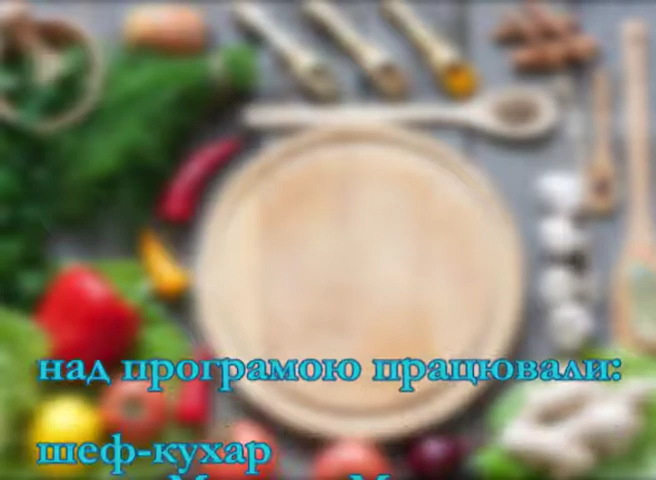 над програмою працювали:
шеф-кухар